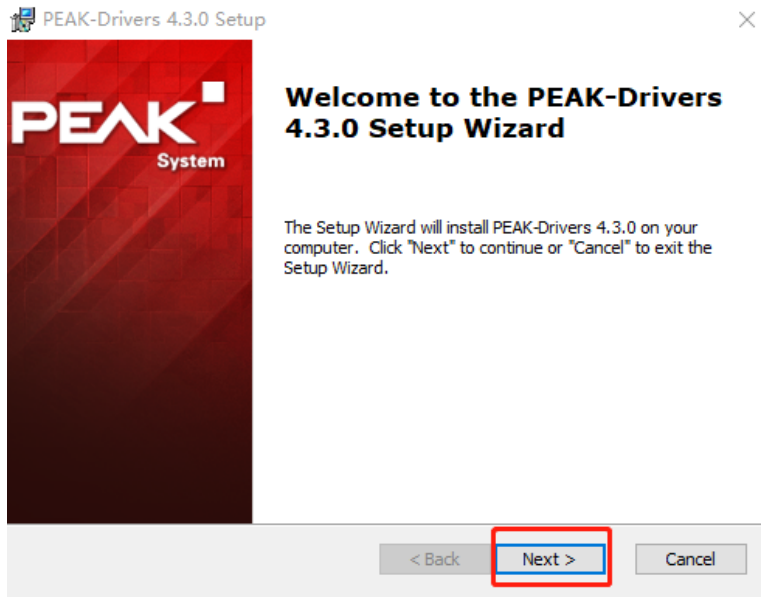 PEAK-Drivers 4.3.0 Setup
PEAK
System
Welcome to the PEAK-Drivers
4.3.0 Setup Wizard
The Setup Wizard will install PEAK-Drivers 4.3.0 on your
computer. Click "Next" to continue or "Cancel" to exit the
Setup Wizard.
< Back
Next >
Cancel